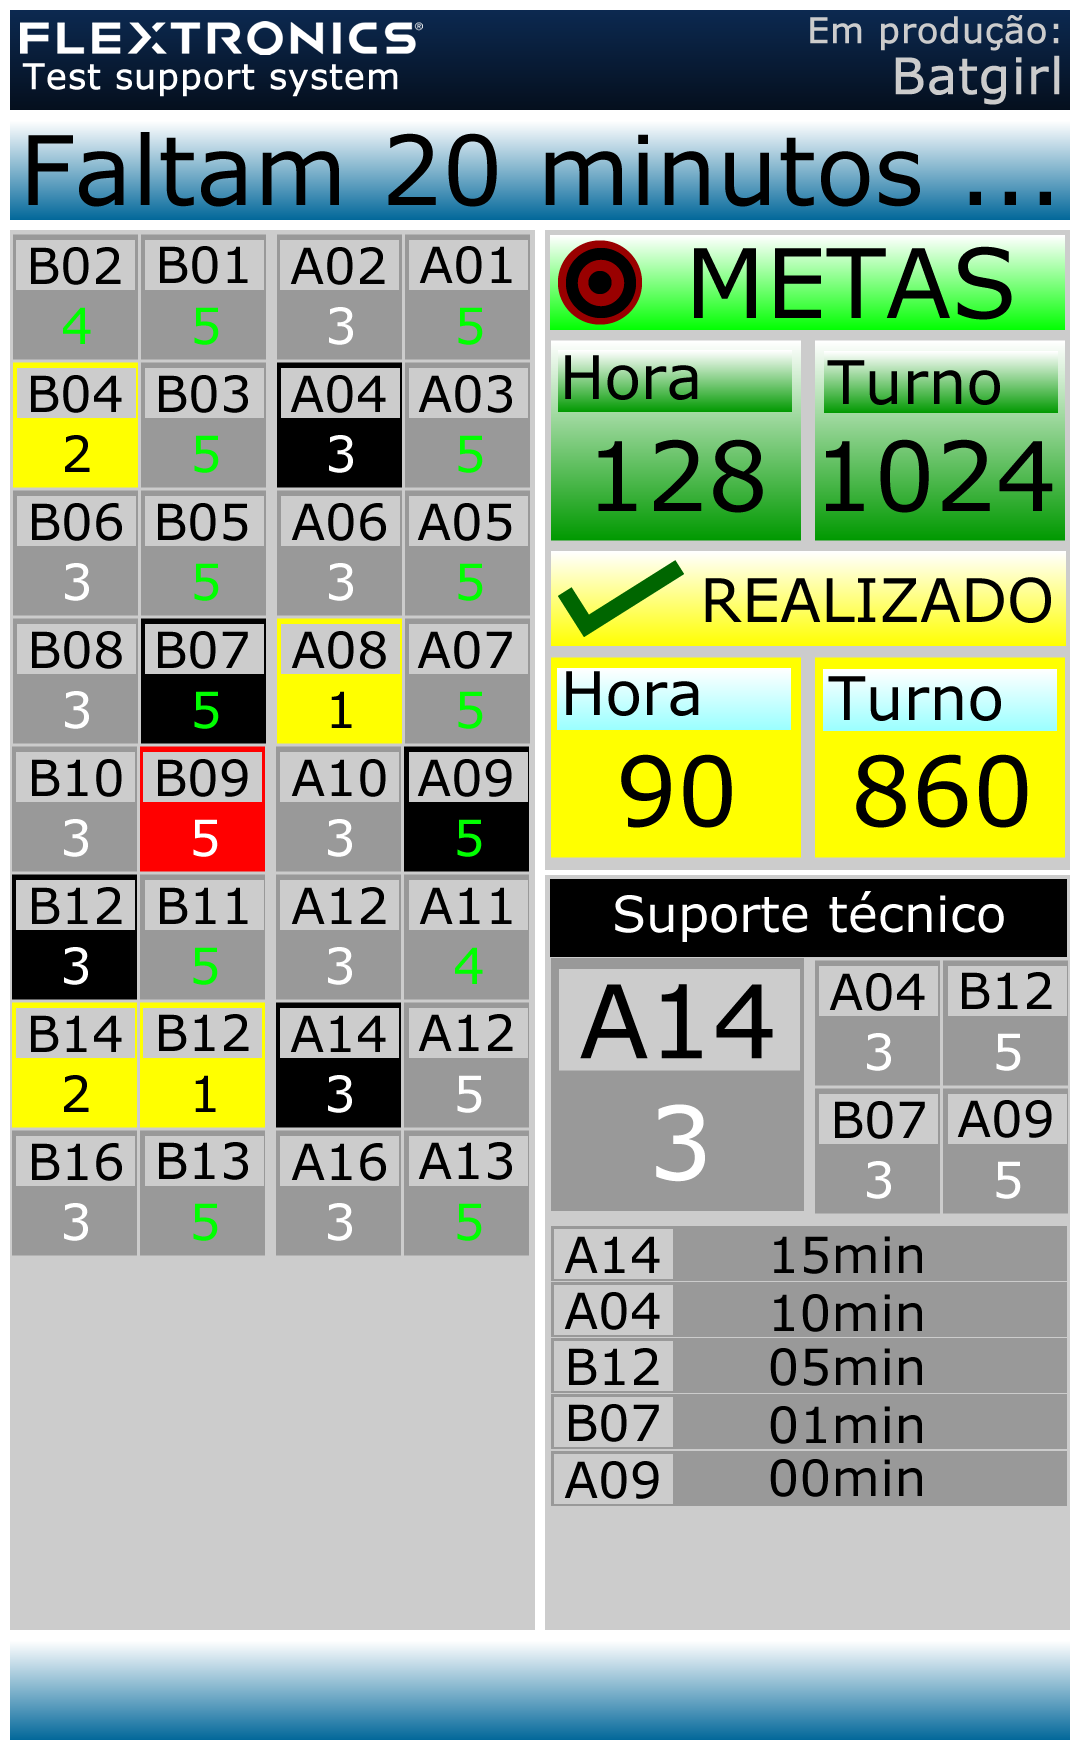 FLEXTRONICS®
Test support system
Em produção:
Batgirl
Faltam 20 minutos ...
B02 B01 A02 A01
4 5 3 5
B04 B03 A04 A03
2 5 3 5
B06 B05 A06 A05
3 5 3 5
B08 B07 A08 A07
3 5 1 5
B10 B09 A10 A09
3 5 3 5
B12 B11 A12 A11
3 5 3 4
B14 B12 A14 A12
2 1 3 5
B16 B13 A16 A13
3 5 3 5
METAS
Hora Turno
128 1024
REALIZADO
Hora Turno
90 860
Suporte técnico
A14
3
A04 B12
3 5
B07 A09
3 5
A14 15min
A04 10min
B12 05min
B07 01min
A09 00min